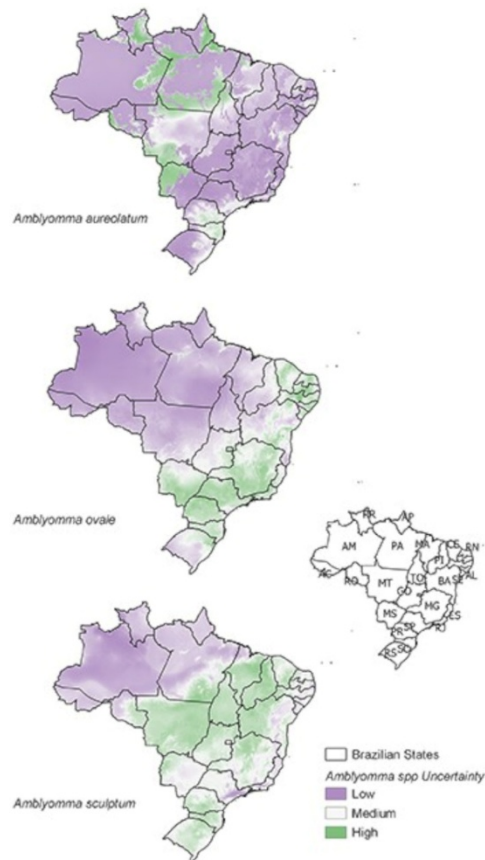 Amblyomma aureolatum
Amblyomma ovale
RR AP
AM PA MA CE RN
PI
AC RO MT TO BA SE AL
GO
MS MG ES
SP RJ
PR
SC
RS
Brazilian States
Amblyomma spp Uncertainty
Low
Medium
High
Amblyomma sculptum